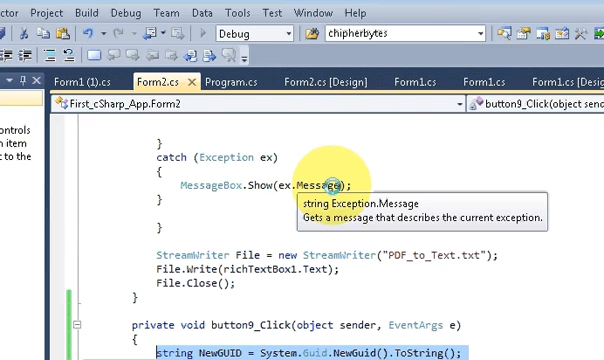 ctor Project Build Debug Team Data Tools Test Window Help
Debug chipherbytes
Form1 (1).cs Form2.cs Program.cs Form2.cs [Design] Form1.cs Form1.cs Form1.cs [Design]
First_cSharp_App.Form2 button9_Click(object sende
ontrols
n item
t to the
}
catch (Exception ex)
{
MessageBox.Show(ex.Message);
}
string Exception.Message
Gets a message that describes the current exception.
}
StreamWriter File = new StreamWriter("PDF_to_Text.txt");
File.Write(richTextBox1.Text);
File.Close();
}
private void button9_Click(object sender, EventArgs e)
{
string NewGUID = System.Guid.NewGuid().ToString();